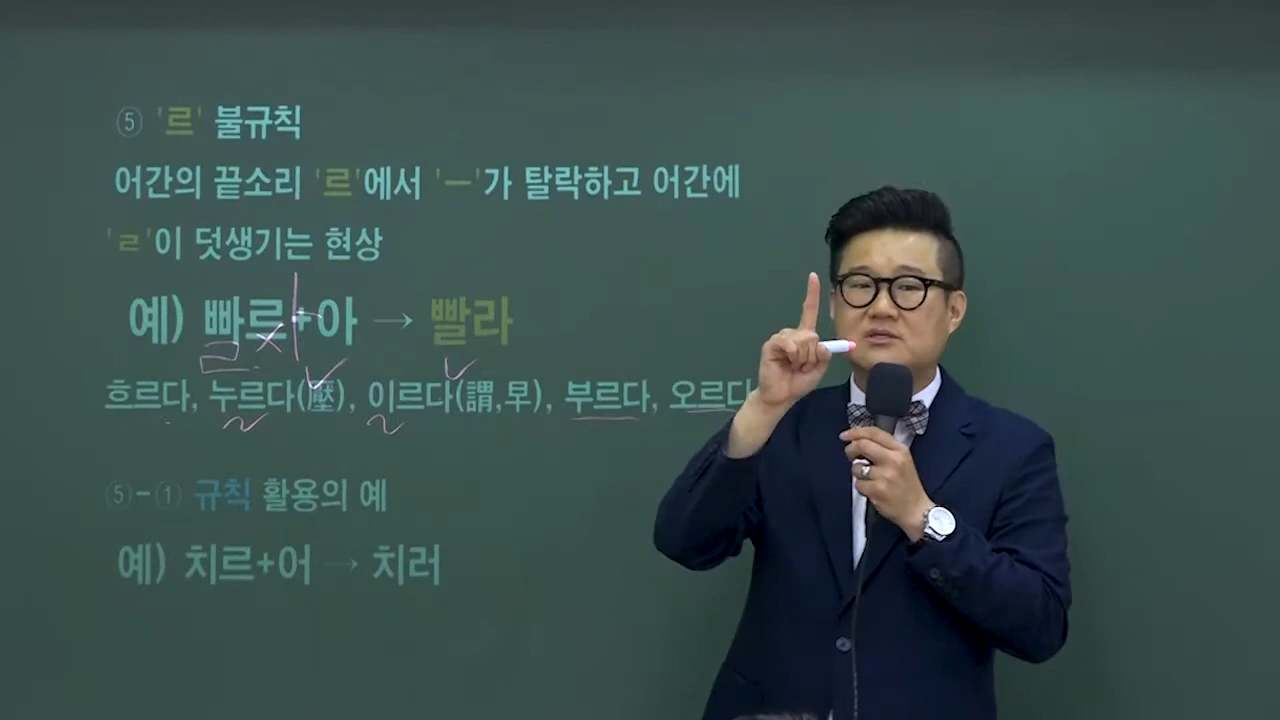 ⑤ '르' 불규칙
어간의 끝소리 '르'에서 'ㅡ'가 탈락하고 어간에
'ㄹ'이 덧생기는 현상
예) 빠르+아 → 빨라
흐르다, 누르다(壓), 이르다(謂,早), 부르다, 오르다
⑤-① 규칙 활용의 예
예) 치르+어 → 치러